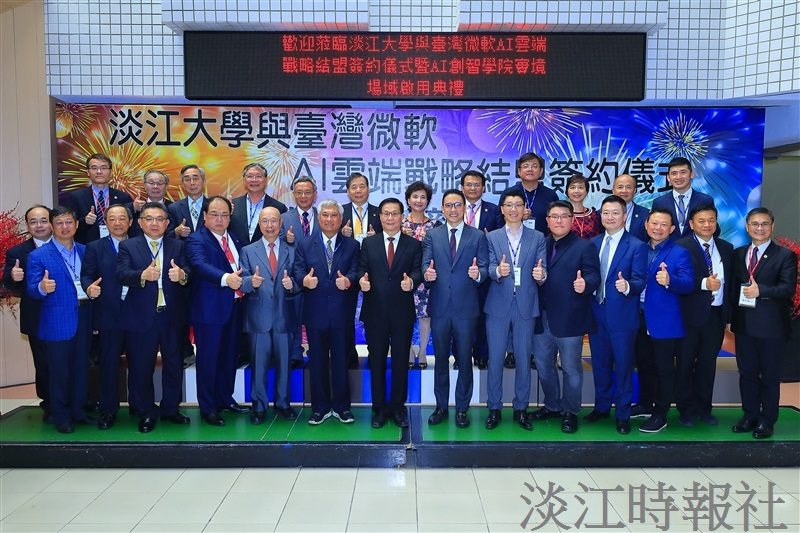 歡迎蒞臨淡江大學與臺灣微軟AI雲端
戰略結盟簽約儀式暨AI創智學院實境
場域啟用典禮
淡江大學與臺灣微軟
AI雲端戰略結盟簽約儀式
淡江時報社